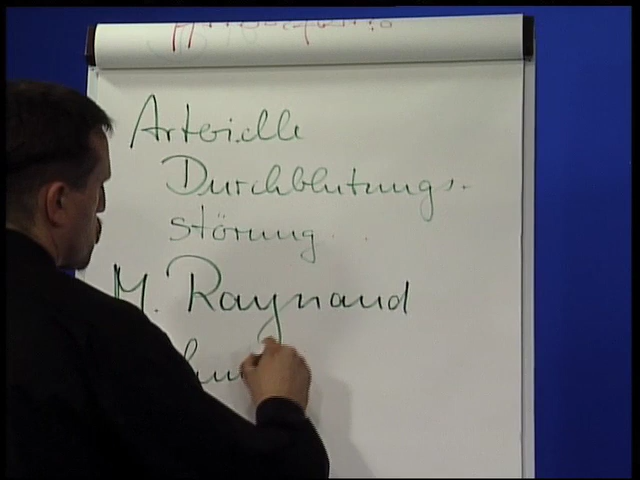 Arterielle
Durchblutungs-
störung
M. Raynaud